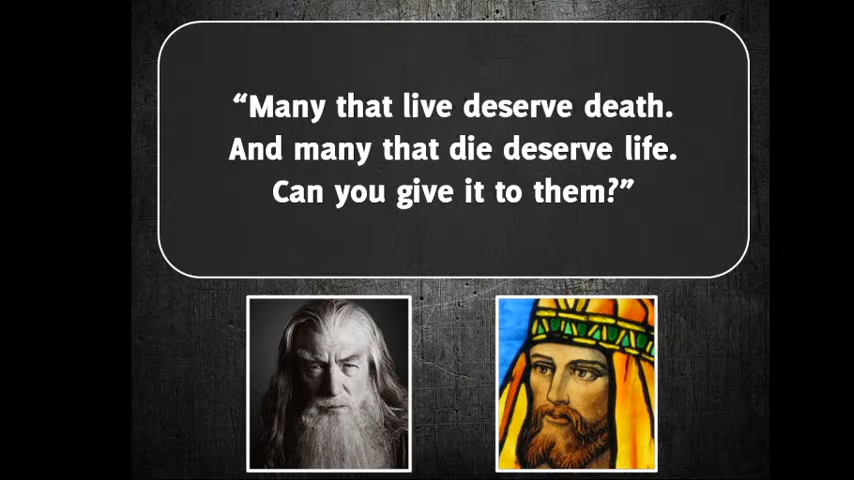 “Many that live deserve death.
And many that die deserve life.
Can you give it to them?”